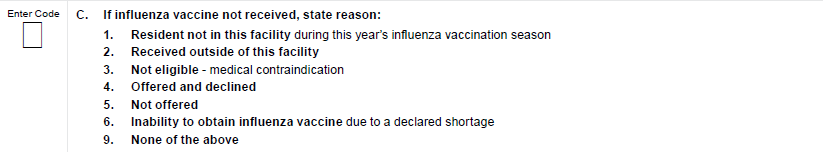 Enter Code C. If influenza vaccine not received, state reason:
1. Resident not in this facility during this year's influenza vaccination season
2. Received outside of this facility
3. Not eligible - medical contraindication
4. Offered and declined
5. Not offered
6. Inability to obtain influenza vaccine due to a declared shortage
9. None of the above